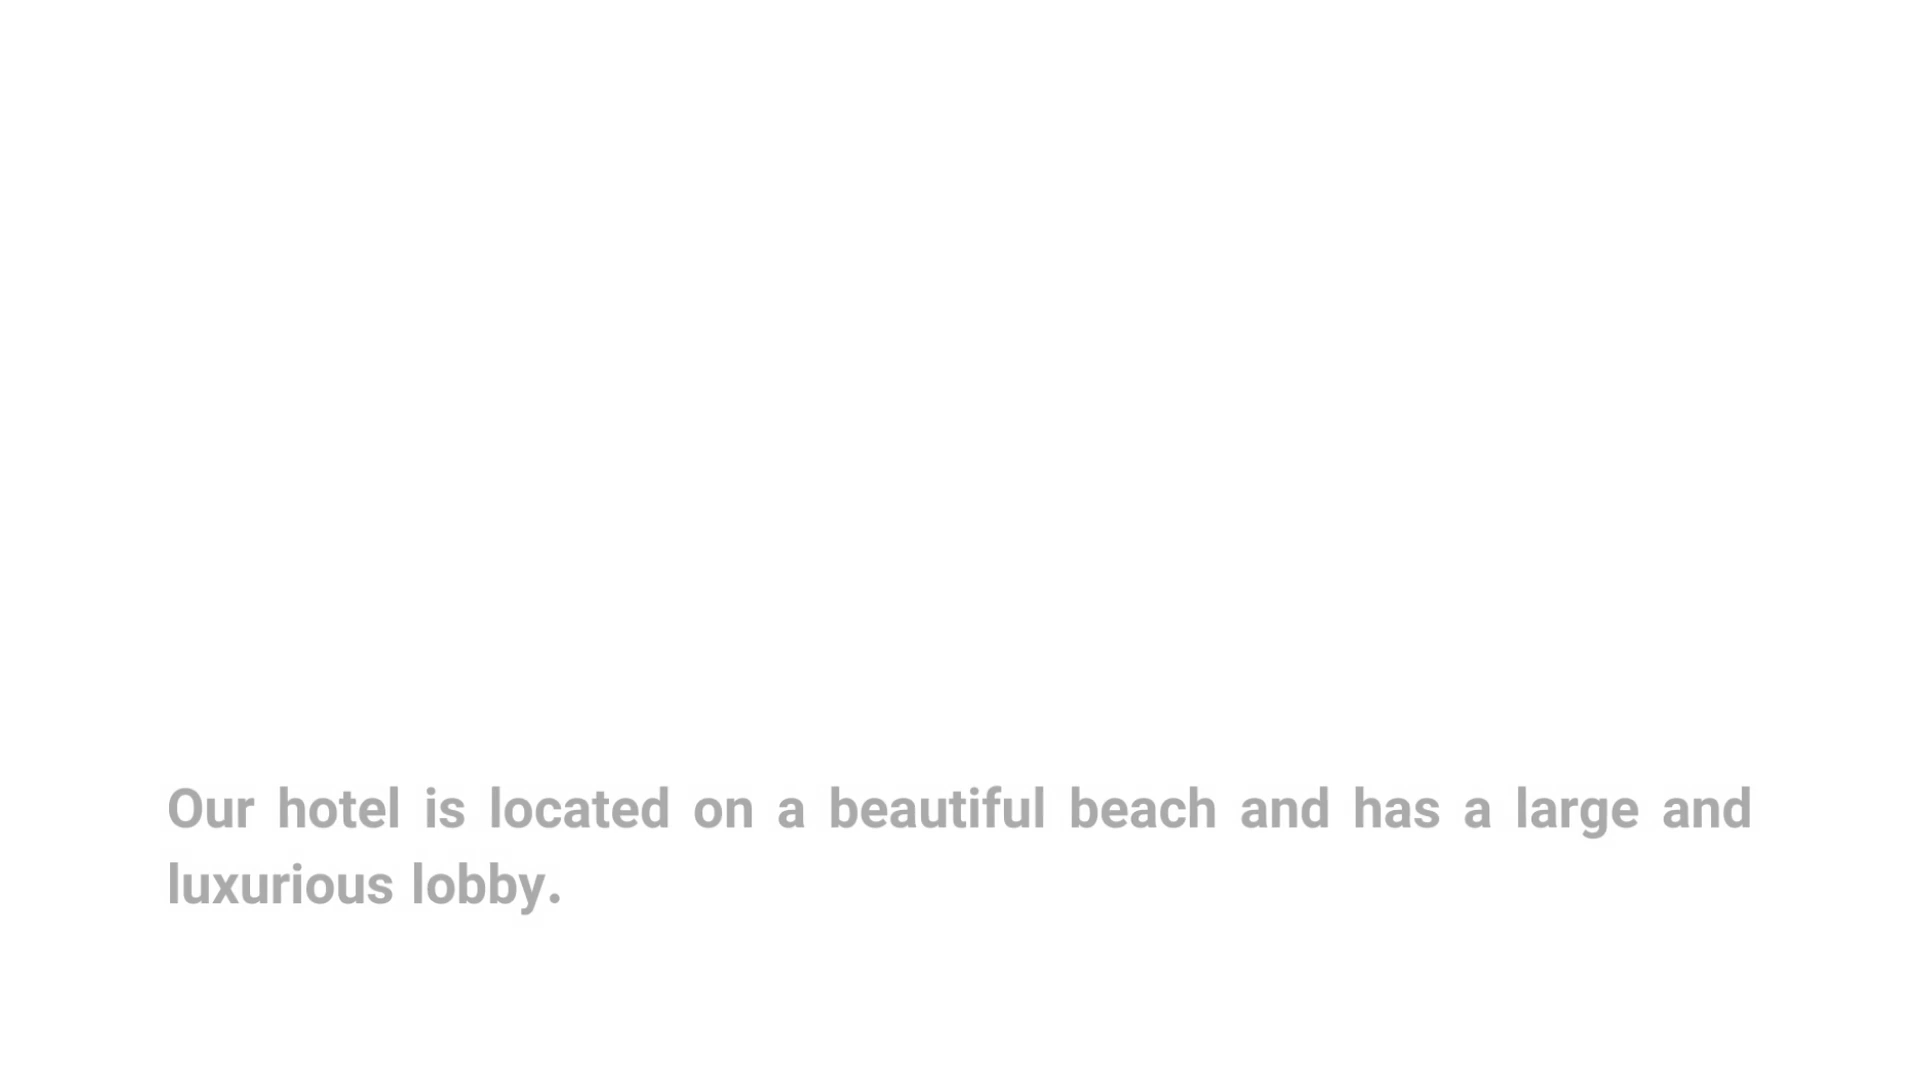 Our hotel is located on a beautiful beach and has a large and
luxurious lobby.